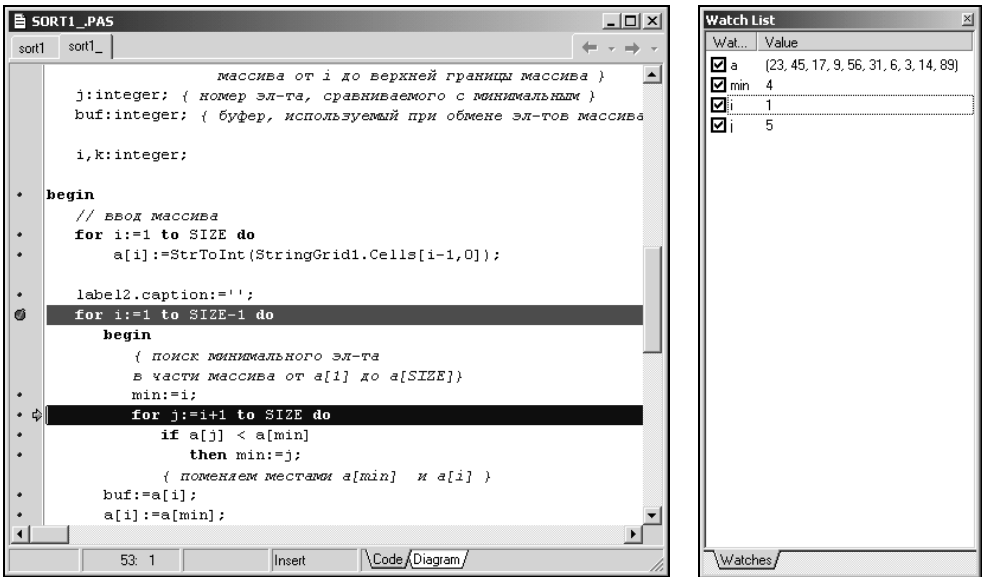 SORT1_.PAS
sort1 sort1_
массива от i до верхней границы массива }
j:integer; { номер эл-та, сравниваемого с минимальным }
buf:integer; { буфер, используемый при обмене эл-тов массива
i,k:integer;
begin
// ввод массива
for i:=1 to SIZE do
a[i]:=StrToInt(StringGrid1.Cells[i-1,0]);
label2.caption:='';
for i:=1 to SIZE-1 do
begin
{ поиск минимального эл-та
в части массива от a[1] до a[SIZE]}
min:=i;
for j:=i+1 to SIZE do
if a[j] < a[min]
then min:=j;
{ поменяем местами a[min] и a[i] }
buf:=a[i];
a[i]:=a[min];
53: 1 Insert Code Diagram
Watch List
Wat... Value
a (23, 45, 17, 9, 56, 31, 6, 3, 14, 89)
min 4
i 1
j 5
Watches